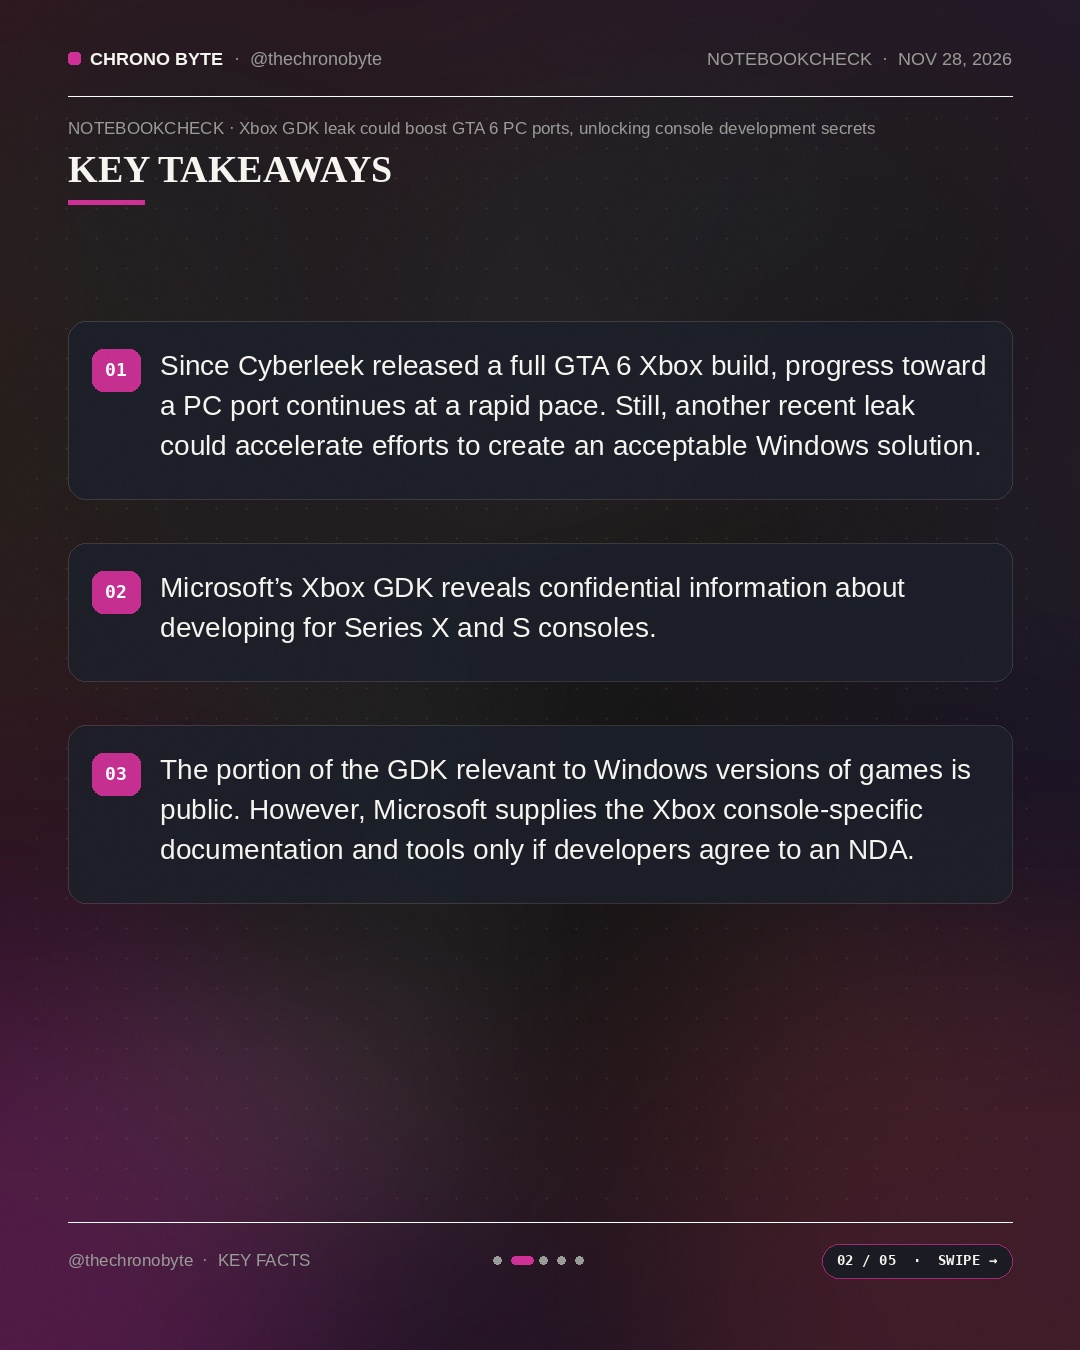 CHRONO BYTE · @thechronobyte
NOTEBOOKCHECK · NOV 28, 2026
NOTEBOOKCHECK · Xbox GDK leak could boost GTA 6 PC ports, unlocking console development secrets
KEY TAKEAWAYS
01
Since Cyberleek released a full GTA 6 Xbox build, progress toward
a PC port continues at a rapid pace. Still, another recent leak
could accelerate efforts to create an acceptable Windows solution.
02
Microsoft’s Xbox GDK reveals confidential information about
developing for Series X and S consoles.
03
The portion of the GDK relevant to Windows versions of games is
public. However, Microsoft supplies the Xbox console-specific
documentation and tools only if developers agree to an NDA.
@thechronobyte · KEY FACTS
02 / 05 · SWIPE →